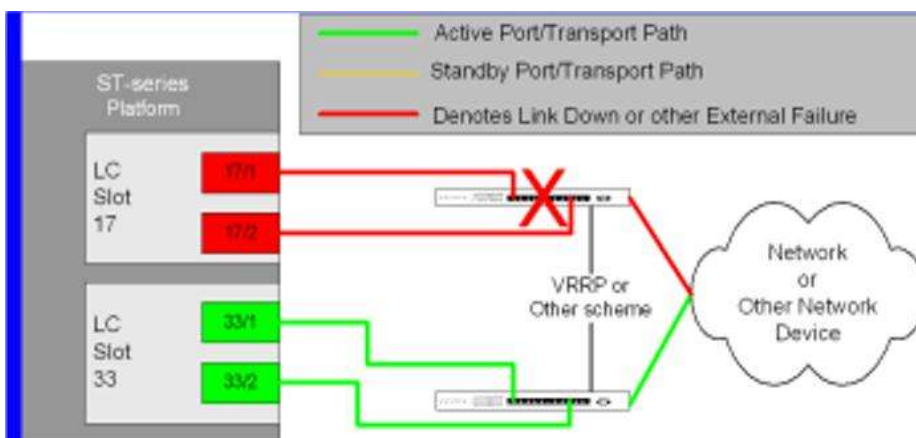 Active Port/Transport Path
Standby Port/Transport Path
Denotes Link Down or other External Failure
ST-series
Platform
LC
Slot
17
17/1
17/2
LC
Slot
33
33/1
33/2
VRRP or
Other scheme
Network
or
Other Network
Device